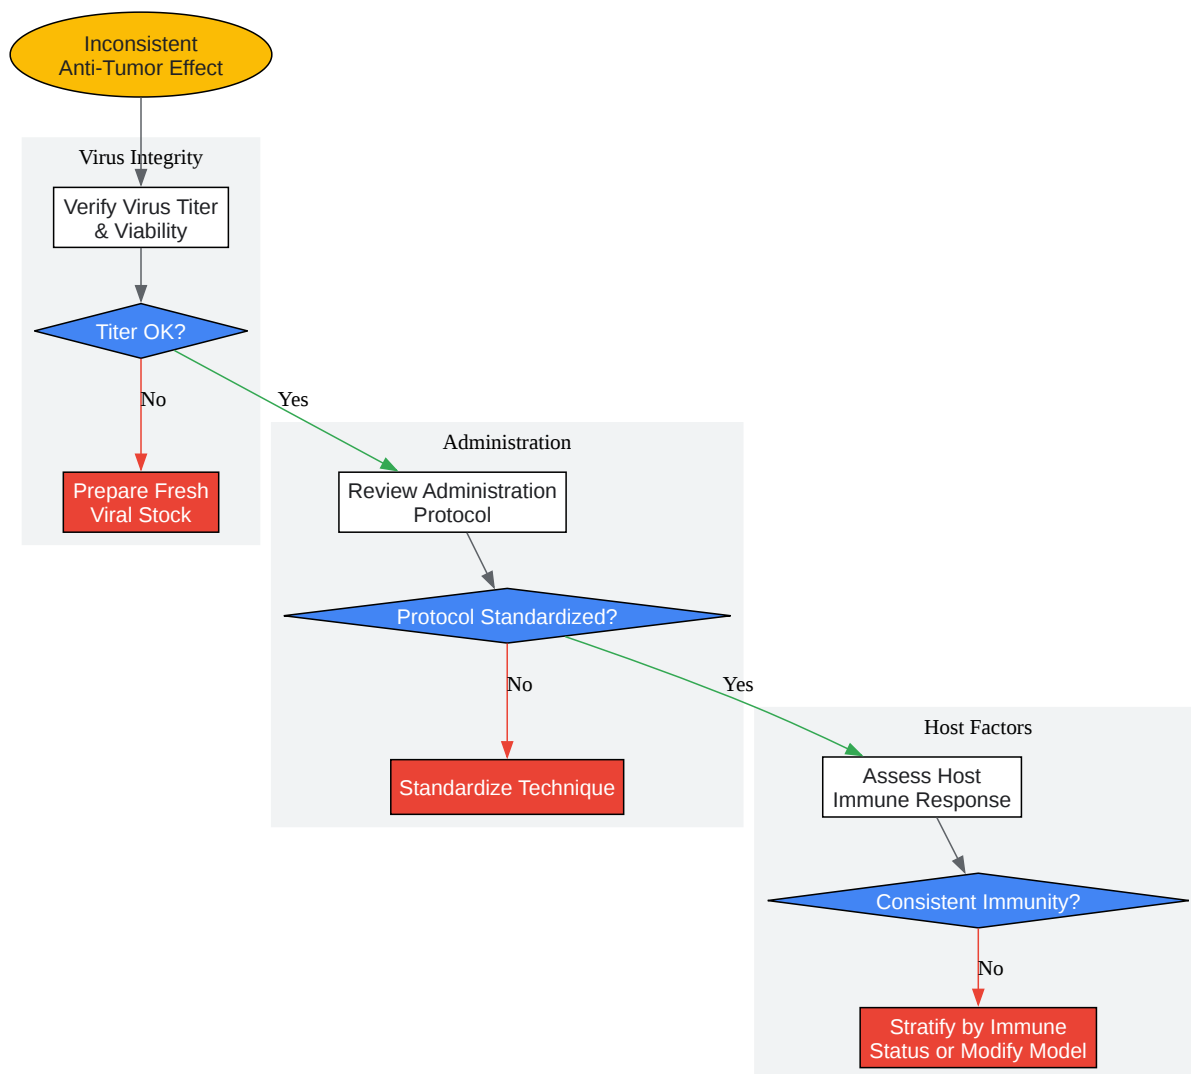 Inconsistent
Anti-Tumor Effect
Virus Integrity
Verify Virus Titer
& Viability
Titer OK?
No
Yes
Prepare Fresh
Viral Stock
Administration
Review Administration
Protocol
Protocol Standardized?
No
Yes
Standardize Technique
Host Factors
Assess Host
Immune Response
Consistent Immunity?
No
Stratify by Immune
Status or Modify Model